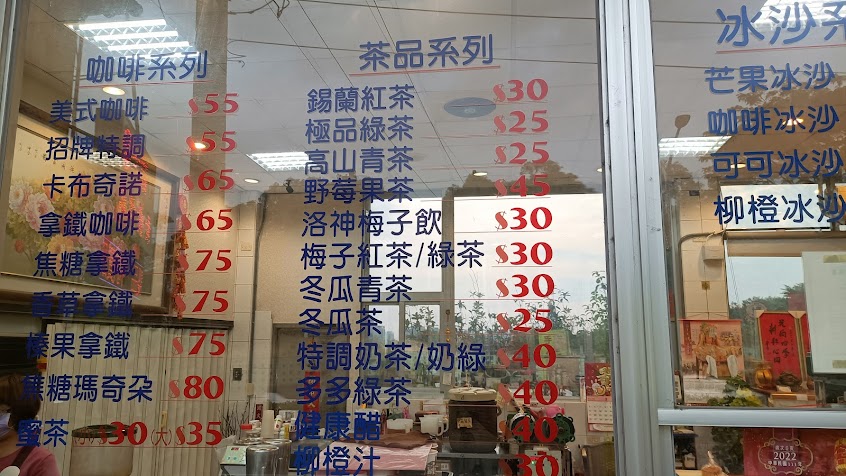 咖啡系列
美式咖啡 $55
招牌特調 $55
卡布奇諾 $65
拿鐵咖啡 $65
焦糖拿鐵 $75
香草拿鐵 $75
榛果拿鐵 $75
焦糖瑪奇朵 $80
蜜茶(小)$30(大)$35
茶品系列
錫蘭紅茶 $30
極品綠茶 $25
高山青茶 $25
野莓果茶 $45
洛神梅子飲 $30
梅子紅茶/綠茶 $30
冬瓜青茶 $30
冬瓜茶 $25
特調奶茶/奶綠 $40
多多綠茶 $40
健康醋 $40
柳橙汁 $30
冰沙系
芒果冰沙
咖啡冰沙
可可冰沙
柳橙冰沙
2022